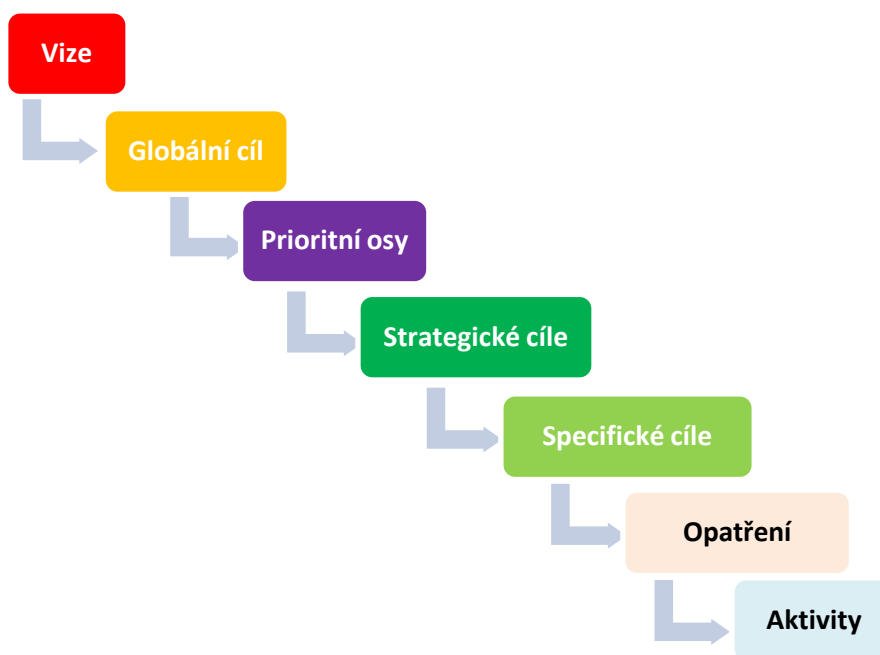 Vize
Globální cíl
Prioritní osy
Strategické cíle
Specifické cíle
Opatření
Aktivity